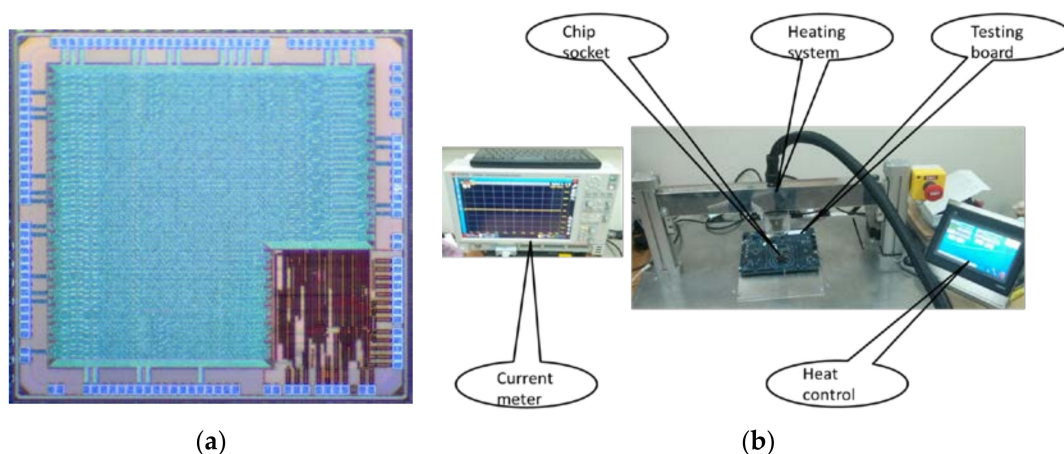 Chip
socket
Heating
system
Testing
board
Current
meter
Heat
control
(a)
(b)